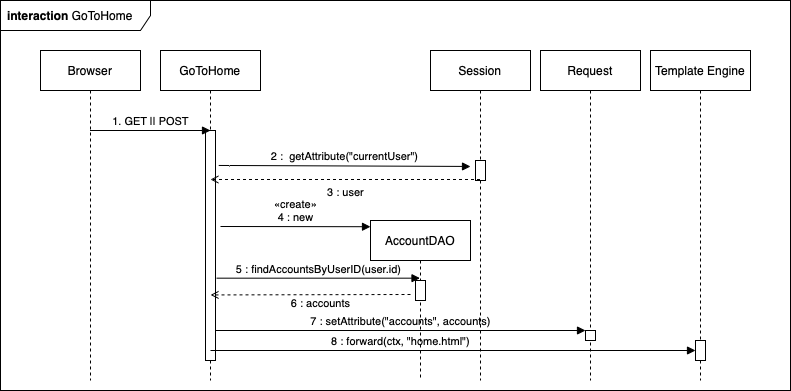 interaction GoToHome
Browser
GoToHome
Session
Request
Template Engine
1. GET || POST
2 : getAttribute("currentUser")
3 : user
«create»
4 : new
AccountDAO
5 : findAccountsByUserID(user.id)
6 : accounts
7 : setAttribute("accounts", accounts)
8 : forward(ctx, "home.html")